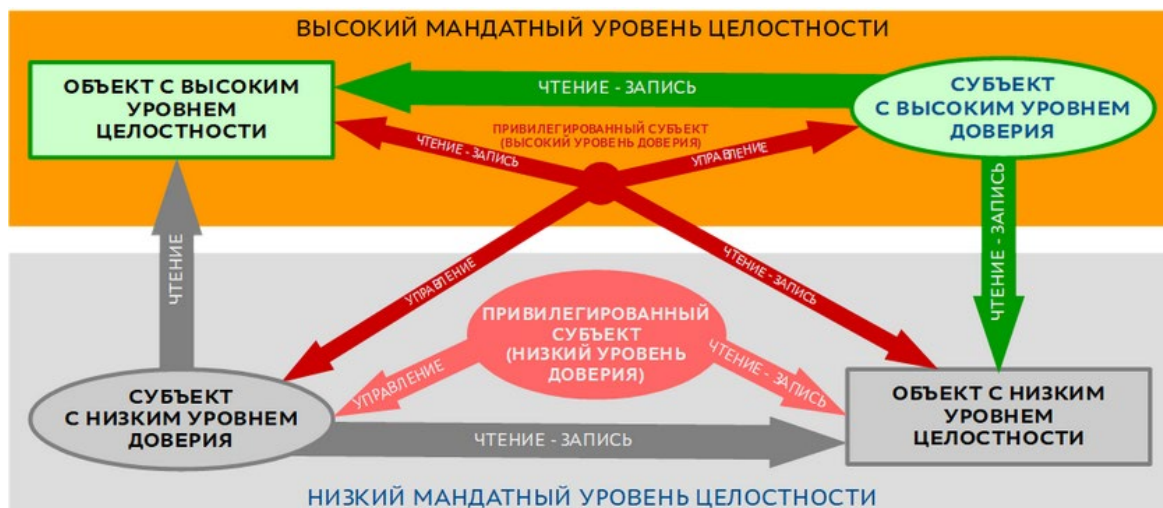 ВЫСОКИЙ МАНДАТНЫЙ УРОВЕНЬ ЦЕЛОСТНОСТИ
ОБЪЕКТ С ВЫСОКИМ
УРОВНЕМ
ЦЕЛОСТНОСТИ
ЧТЕНИЕ - ЗАПИСЬ
СУБЪЕКТ
С ВЫСОКИМ УРОВНЕМ
ДОВЕРИЯ
ПРИВИЛЕГИРОВАННЫЙ СУБЪЕКТ
(ВЫСОКИЙ УРОВЕНЬ ДОВЕРИЯ)
ЧТЕНИЕ - ЗАПИСЬ
УПРАВЛЕНИЕ
ЧТЕНИЕ
УПРАВЛЕНИЕ
ЧТЕНИЕ - ЗАПИСЬ
ЧТЕНИЕ - ЗАПИСЬ
ПРИВИЛЕГИРОВАННЫЙ
СУБЪЕКТ
(НИЗКИЙ УРОВЕНЬ
ДОВЕРИЯ)
УПРАВЛЕНИЕ
ЧТЕНИЕ - ЗАПИСЬ
СУБЪЕКТ
С НИЗКИМ УРОВНЕМ
ДОВЕРИЯ
ЧТЕНИЕ - ЗАПИСЬ
ОБЪЕКТ С НИЗКИМ
УРОВНЕМ
ЦЕЛОСТНОСТИ
НИЗКИЙ МАНДАТНЫЙ УРОВЕНЬ ЦЕЛОСТНОСТИ